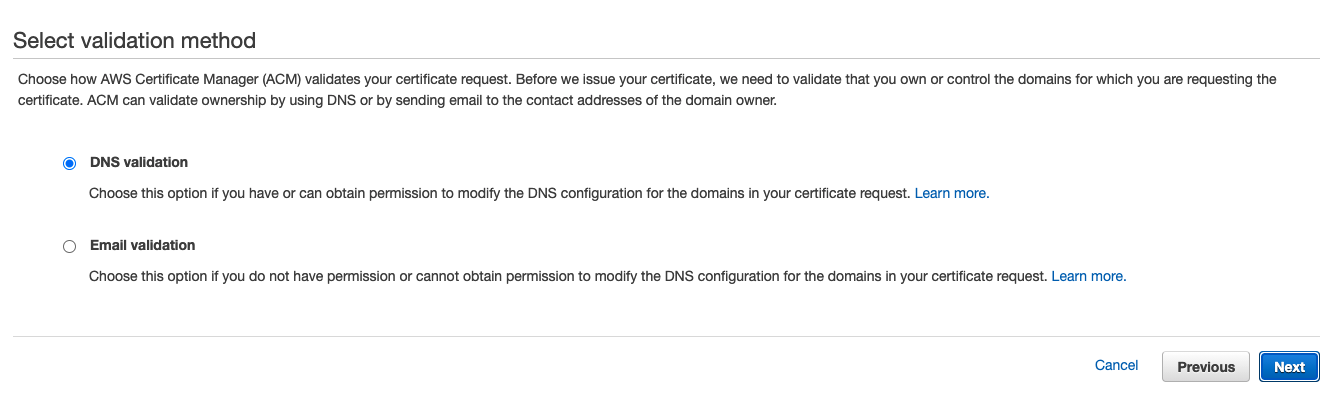 Select validation method
Choose how AWS Certificate Manager (ACM) validates your certificate request. Before we issue your certificate, we need to validate that you own or control the domains for which you are requesting the
certificate. ACM can validate ownership by using DNS or by sending email to the contact addresses of the domain owner.
DNS validation
Choose this option if you have or can obtain permission to modify the DNS configuration for the domains in your certificate request. Learn more.
Email validation
Choose this option if you do not have permission or cannot obtain permission to modify the DNS configuration for the domains in your certificate request. Learn more.
Cancel Previous Next